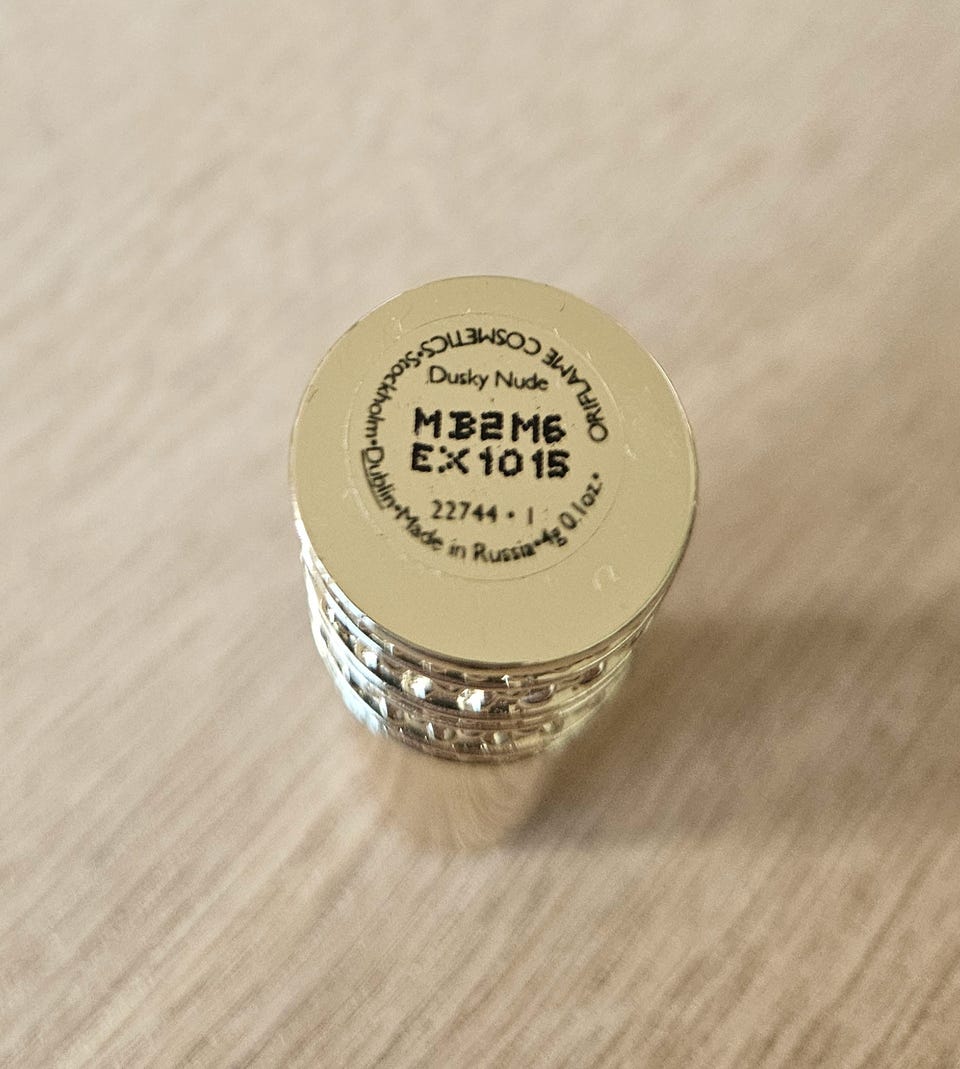 ORIFLAME COSMETICS•Stockholm•Dublin•Made in Russia•4g 0.1oz.•
Dusky Nude
MB2M6
EX1015
22744 • 1